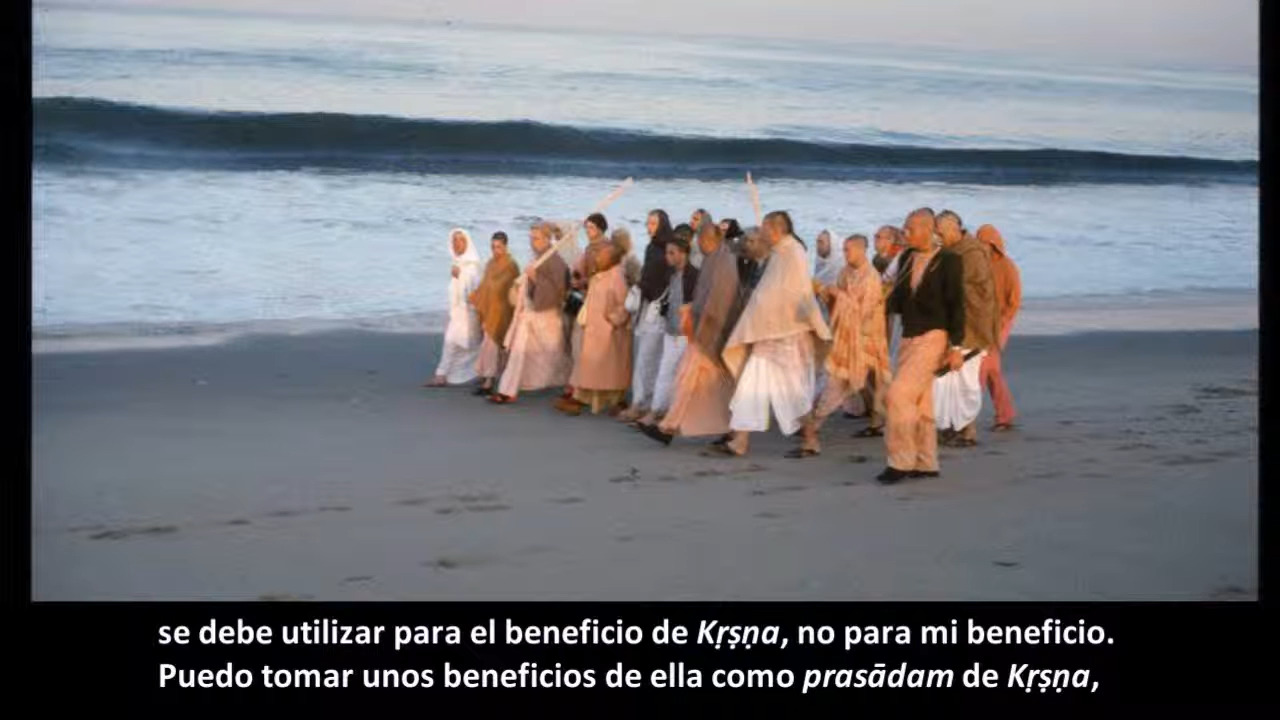 se debe utilizar para el beneficio de Kṛṣṇa, no para mi beneficio.
Puedo tomar unos beneficios de ella como prasādam de Kṛṣṇa,